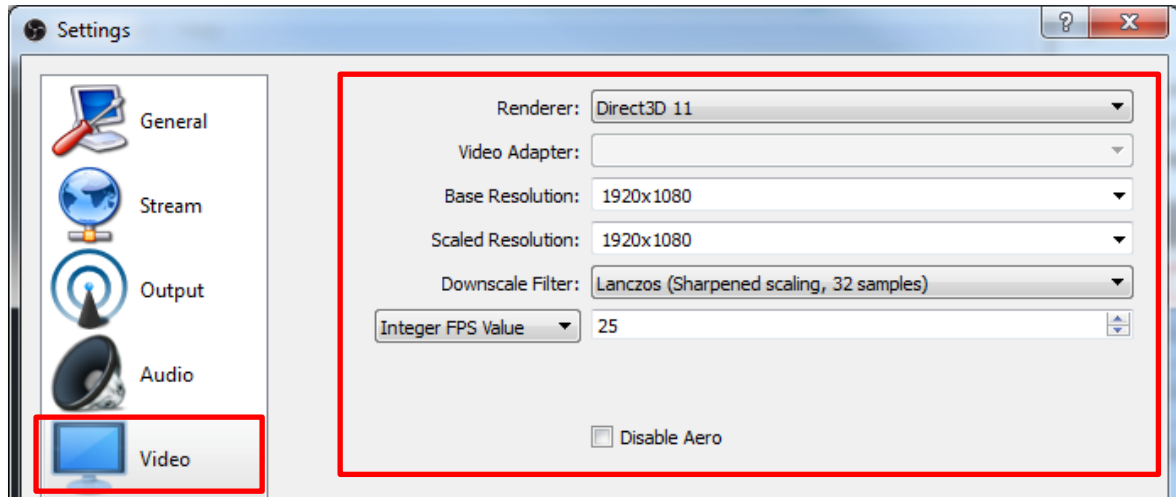 Settings
General
Stream
Output
Audio
Video
Renderer: Direct3D 11
Video Adapter:
Base Resolution: 1920x1080
Scaled Resolution: 1920x1080
Downscale Filter: Lanczos (Sharpened scaling, 32 samples)
Integer FPS Value 25
Disable Aero